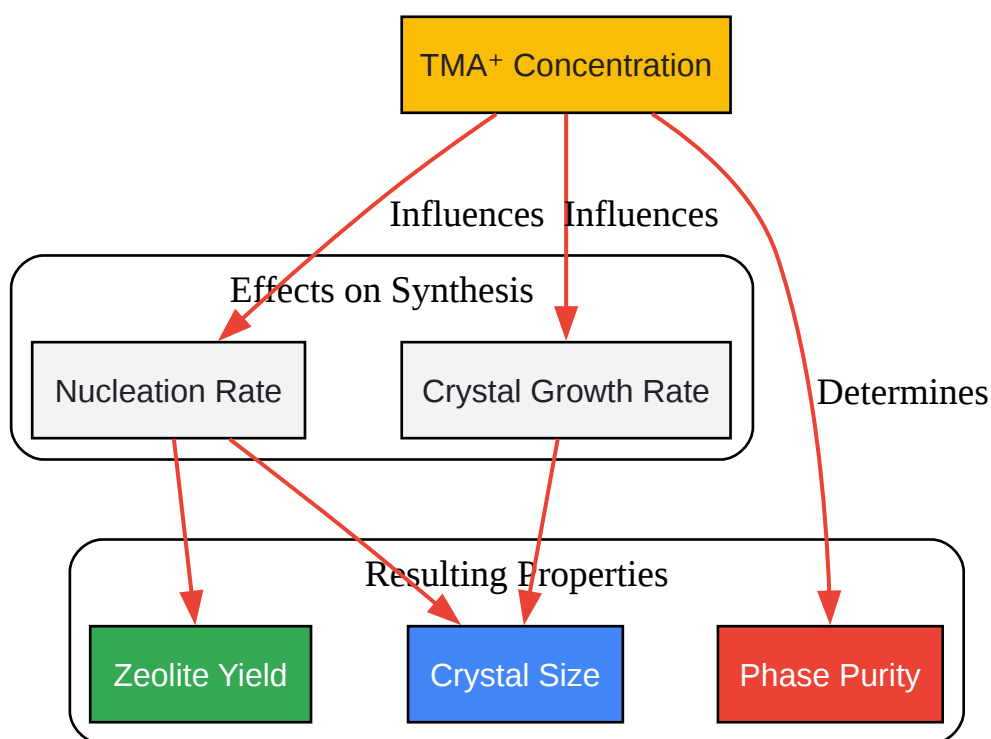 TMA⁺ Concentration
Influences
Influences
Effects on Synthesis
Nucleation Rate
Crystal Growth Rate
Determines
Resulting Properties
Zeolite Yield
Crystal Size
Phase Purity